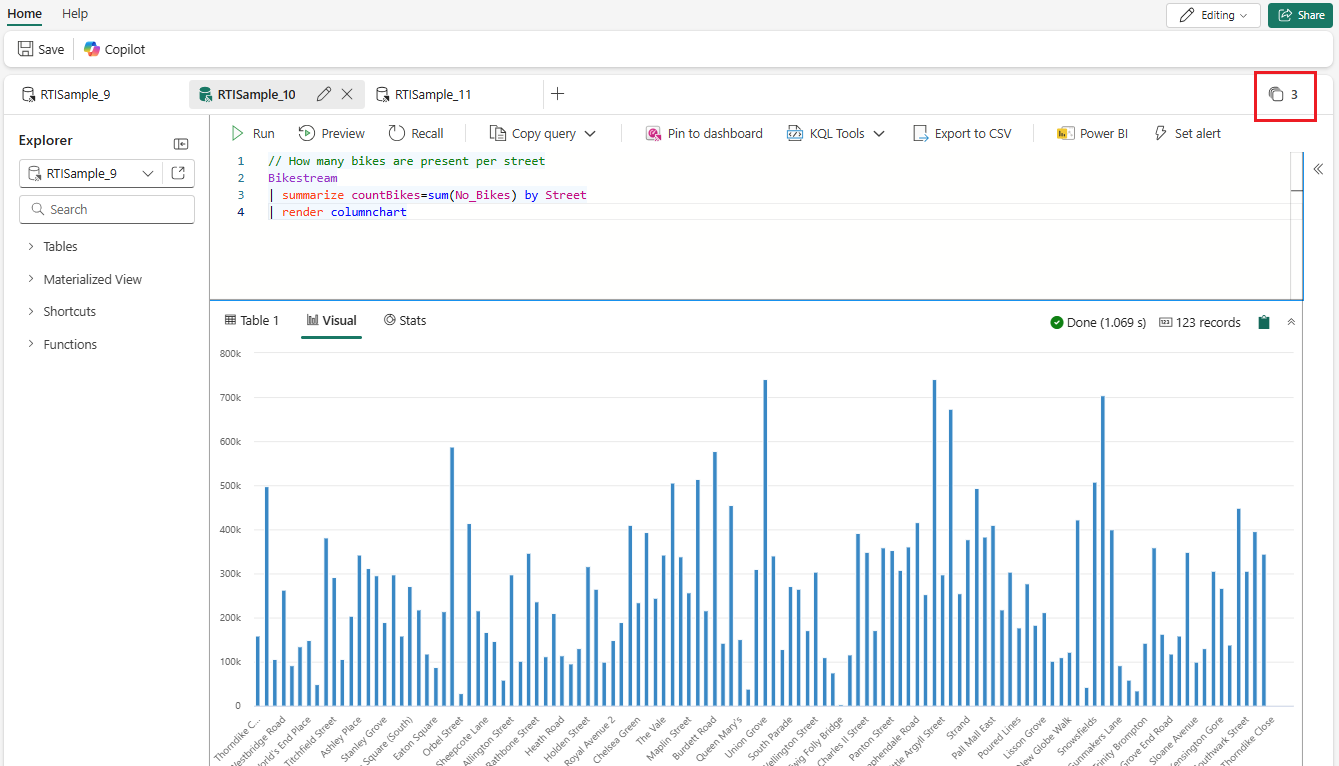 Home Help Editing Share
Save Copilot
RTISample_9 RTISample_10 RTISample_11 3
Explorer
RTISample_9
Search
Tables
Materialized View
Shortcuts
Functions
Run Preview Recall Copy query Pin to dashboard KQL Tools Export to CSV Power BI Set alert
1 // How many bikes are present per street
2 Bikestream
3 | summarize countBikes=sum(No_Bikes) by Street
4 | render columnchart
Table 1 Visual Stats Done (1.069 s) 123 records
800k
700k
600k
500k
400k
300k
200k
100k
0
Thorndike C...
Westbridge Road
World's End Place
Titchfield Street
Ashley Place
Stanley Grove
Square (South)
Eaton Square
Orbel Street
Sheepcote Lane
Allington Street
Rathbone Street
Heath Road
Holden Street
Royal Avenue 2
Chelsea Green
The Vale
Maplin Street
Burdett Road
Queen Mary's
Union Grove
South Parade
Wellington Street
wig Folly Bridge
Charles II Street
Panton Street
phendale Road
tle Argyll Street
Strand
Pall Mall East
Poured Lines
Lisson Grove
New Globe Walk
Snowsfields
Gunmakers Lane
Trinity Brompton
Grove End Road
Sloane Avenue
Kensington Gore
Southwark Street
Thorndike Close